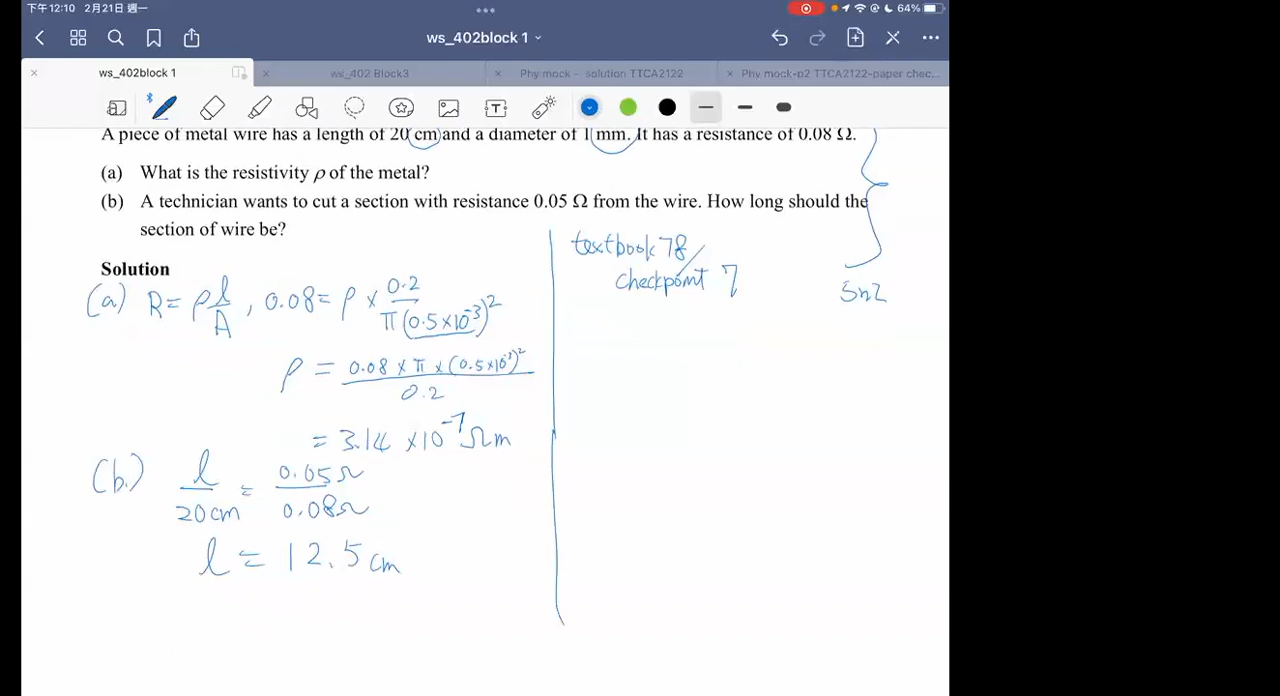 下午12:10 2月21日 週一
64%
ws_402block 1
ws_402block 1
ws_402 Block3
Phy mock - solution TTCA2122
Phy mock-p2 TTCA2122-paper chec...
A piece of metal wire has a length of 20 cm and a diameter of 1 mm. It has a resistance of 0.08 Ω.
(a) What is the resistivity ρ of the metal?
(b) A technician wants to cut a section with resistance 0.05 Ω from the wire. How long should the
section of wire be?
Solution
(a) R = ρ l/A , 0.08 = ρ × 0.2/π(0.5×10⁻³)²
ρ = 0.08 × π × (0.5×10⁻³)²/0.2
= 3.14 ×10⁻⁷ Ωm
(b.) l/20cm = 0.05Ω/0.08Ω
l = 12.5 cm
textbook 78/
checkpoint 7